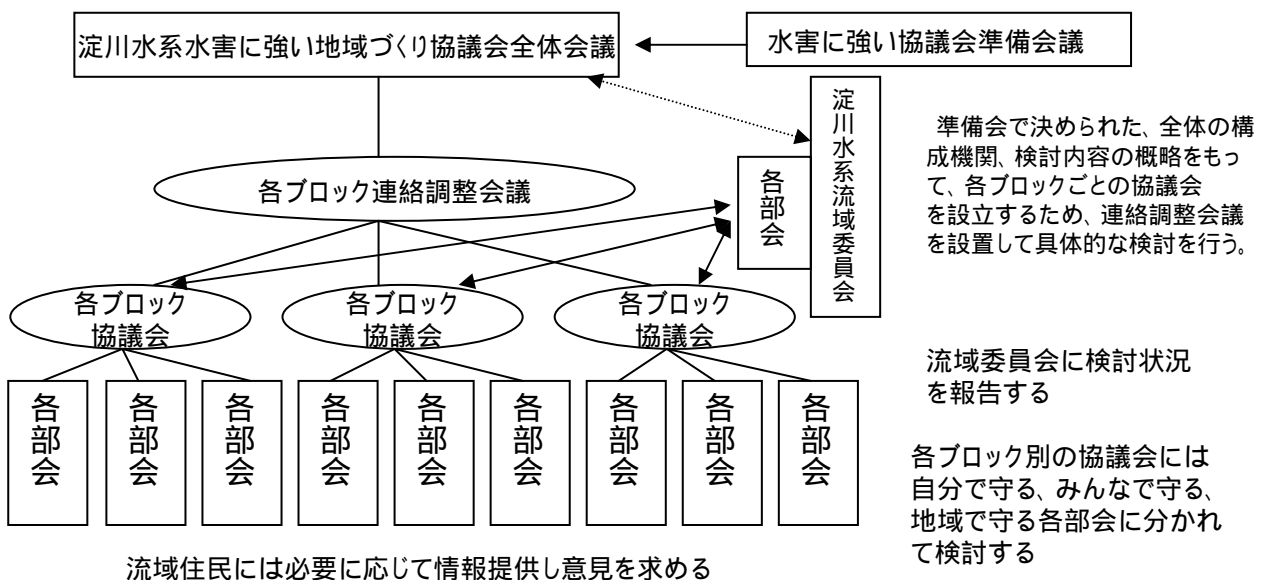 淀川水系水害に強い地域づくり協議会全体会議
水害に強い協議会準備会議
淀川水系流域委員会
各部会
準備会で決められた、全体の構
成機関、検討内容の概略をもっ
て、各ブロックごとの協議会
を設立するため、連絡調整会議
を設置して具体的な検討を行う。
各ブロック連絡調整会議
各ブロック
協議会
各ブロック
協議会
各ブロック
協議会
流域委員会に検討状況
を報告する
各部会
各部会
各部会
各部会
各部会
各部会
各部会
各部会
各部会
各ブロック別の協議会には
自分で守る、みんなで守る、
地域で守る各部会に分かれ
て検討する
流域住民には必要に応じて情報提供し意見を求める